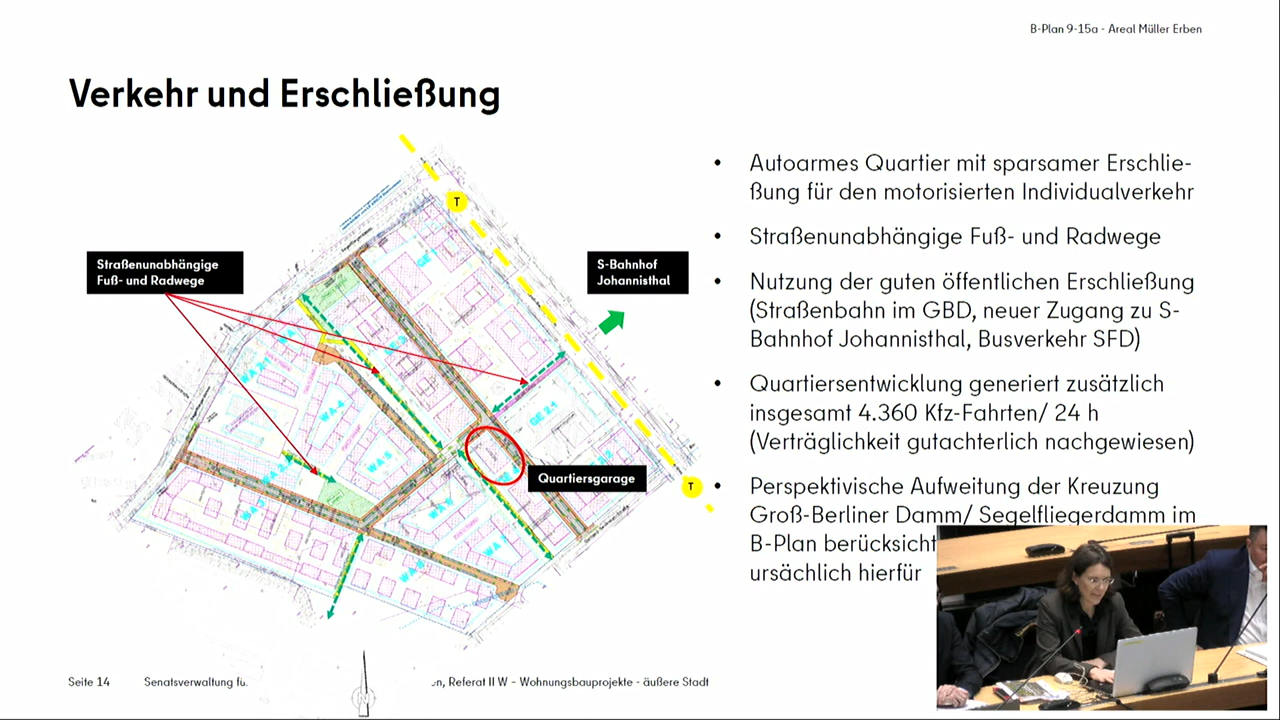 B-Plan 9-15a - Areal Müller Erben
Verkehr und Erschließung
T
Straßenunabhängige
Fuß- und Radwege
S-Bahnhof
Johannisthal
Quartiersgarage
T
• Autoarmes Quartier mit sparsamer Erschlie-
ßung für den motorisierten Individualverkehr
• Straßenunabhängige Fuß- und Radwege
• Nutzung der guten öffentlichen Erschließung
(Straßenbahn im GBD, neuer Zugang zu S-
Bahnhof Johannisthal, Busverkehr SFD)
• Quartiersentwicklung generiert zusätzlich
insgesamt 4.360 Kfz-Fahrten/ 24 h
(Verträglichkeit gutachterlich nachgewiesen)
• Perspektivische Aufweitung der Kreuzung
Groß-Berliner Damm/ Segelfliegerdamm im
B-Plan berücksicht
ursächlich hierfür
Seite 14 Senatsverwaltung fu. en, Referat II W – Wohnungsbauprojekte - äußere Stadt